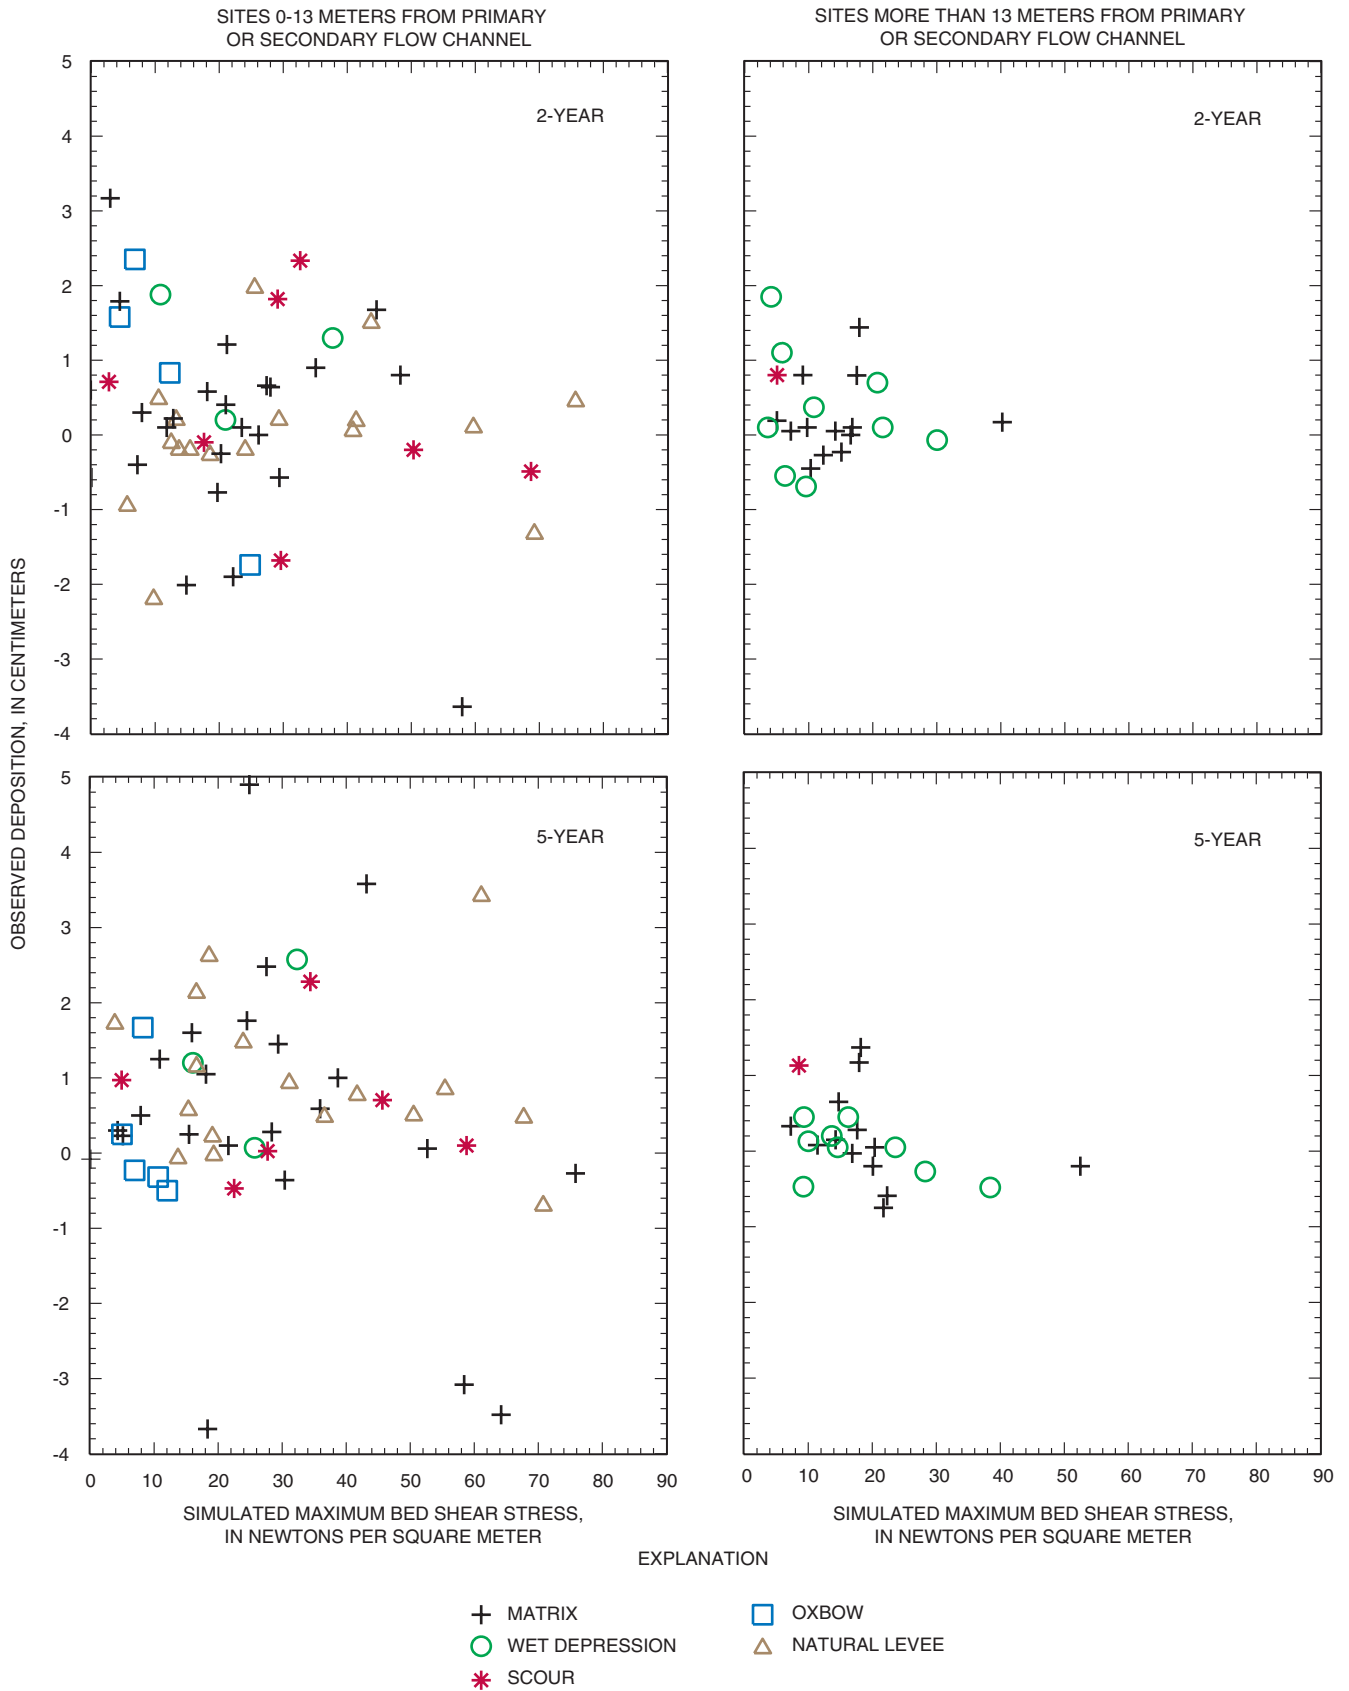 SITES 0-13 METERS FROM PRIMARY
OR SECONDARY FLOW CHANNEL
SITES MORE THAN 13 METERS FROM PRIMARY
OR SECONDARY FLOW CHANNEL
OBSERVED DEPOSITION, IN CENTIMETERS
5
4
3
2
1
0
-1
-2
-3
-4
2-YEAR
2-YEAR
5
4
3
2
1
0
-1
-2
-3
-4
5-YEAR
5-YEAR
0 10 20 30 40 50 60 70 80 90
0 10 20 30 40 50 60 70 80 90
SIMULATED MAXIMUM BED SHEAR STRESS,
IN NEWTONS PER SQUARE METER
SIMULATED MAXIMUM BED SHEAR STRESS,
IN NEWTONS PER SQUARE METER
EXPLANATION
MATRIX
WET DEPRESSION
SCOUR
OXBOW
NATURAL LEVEE